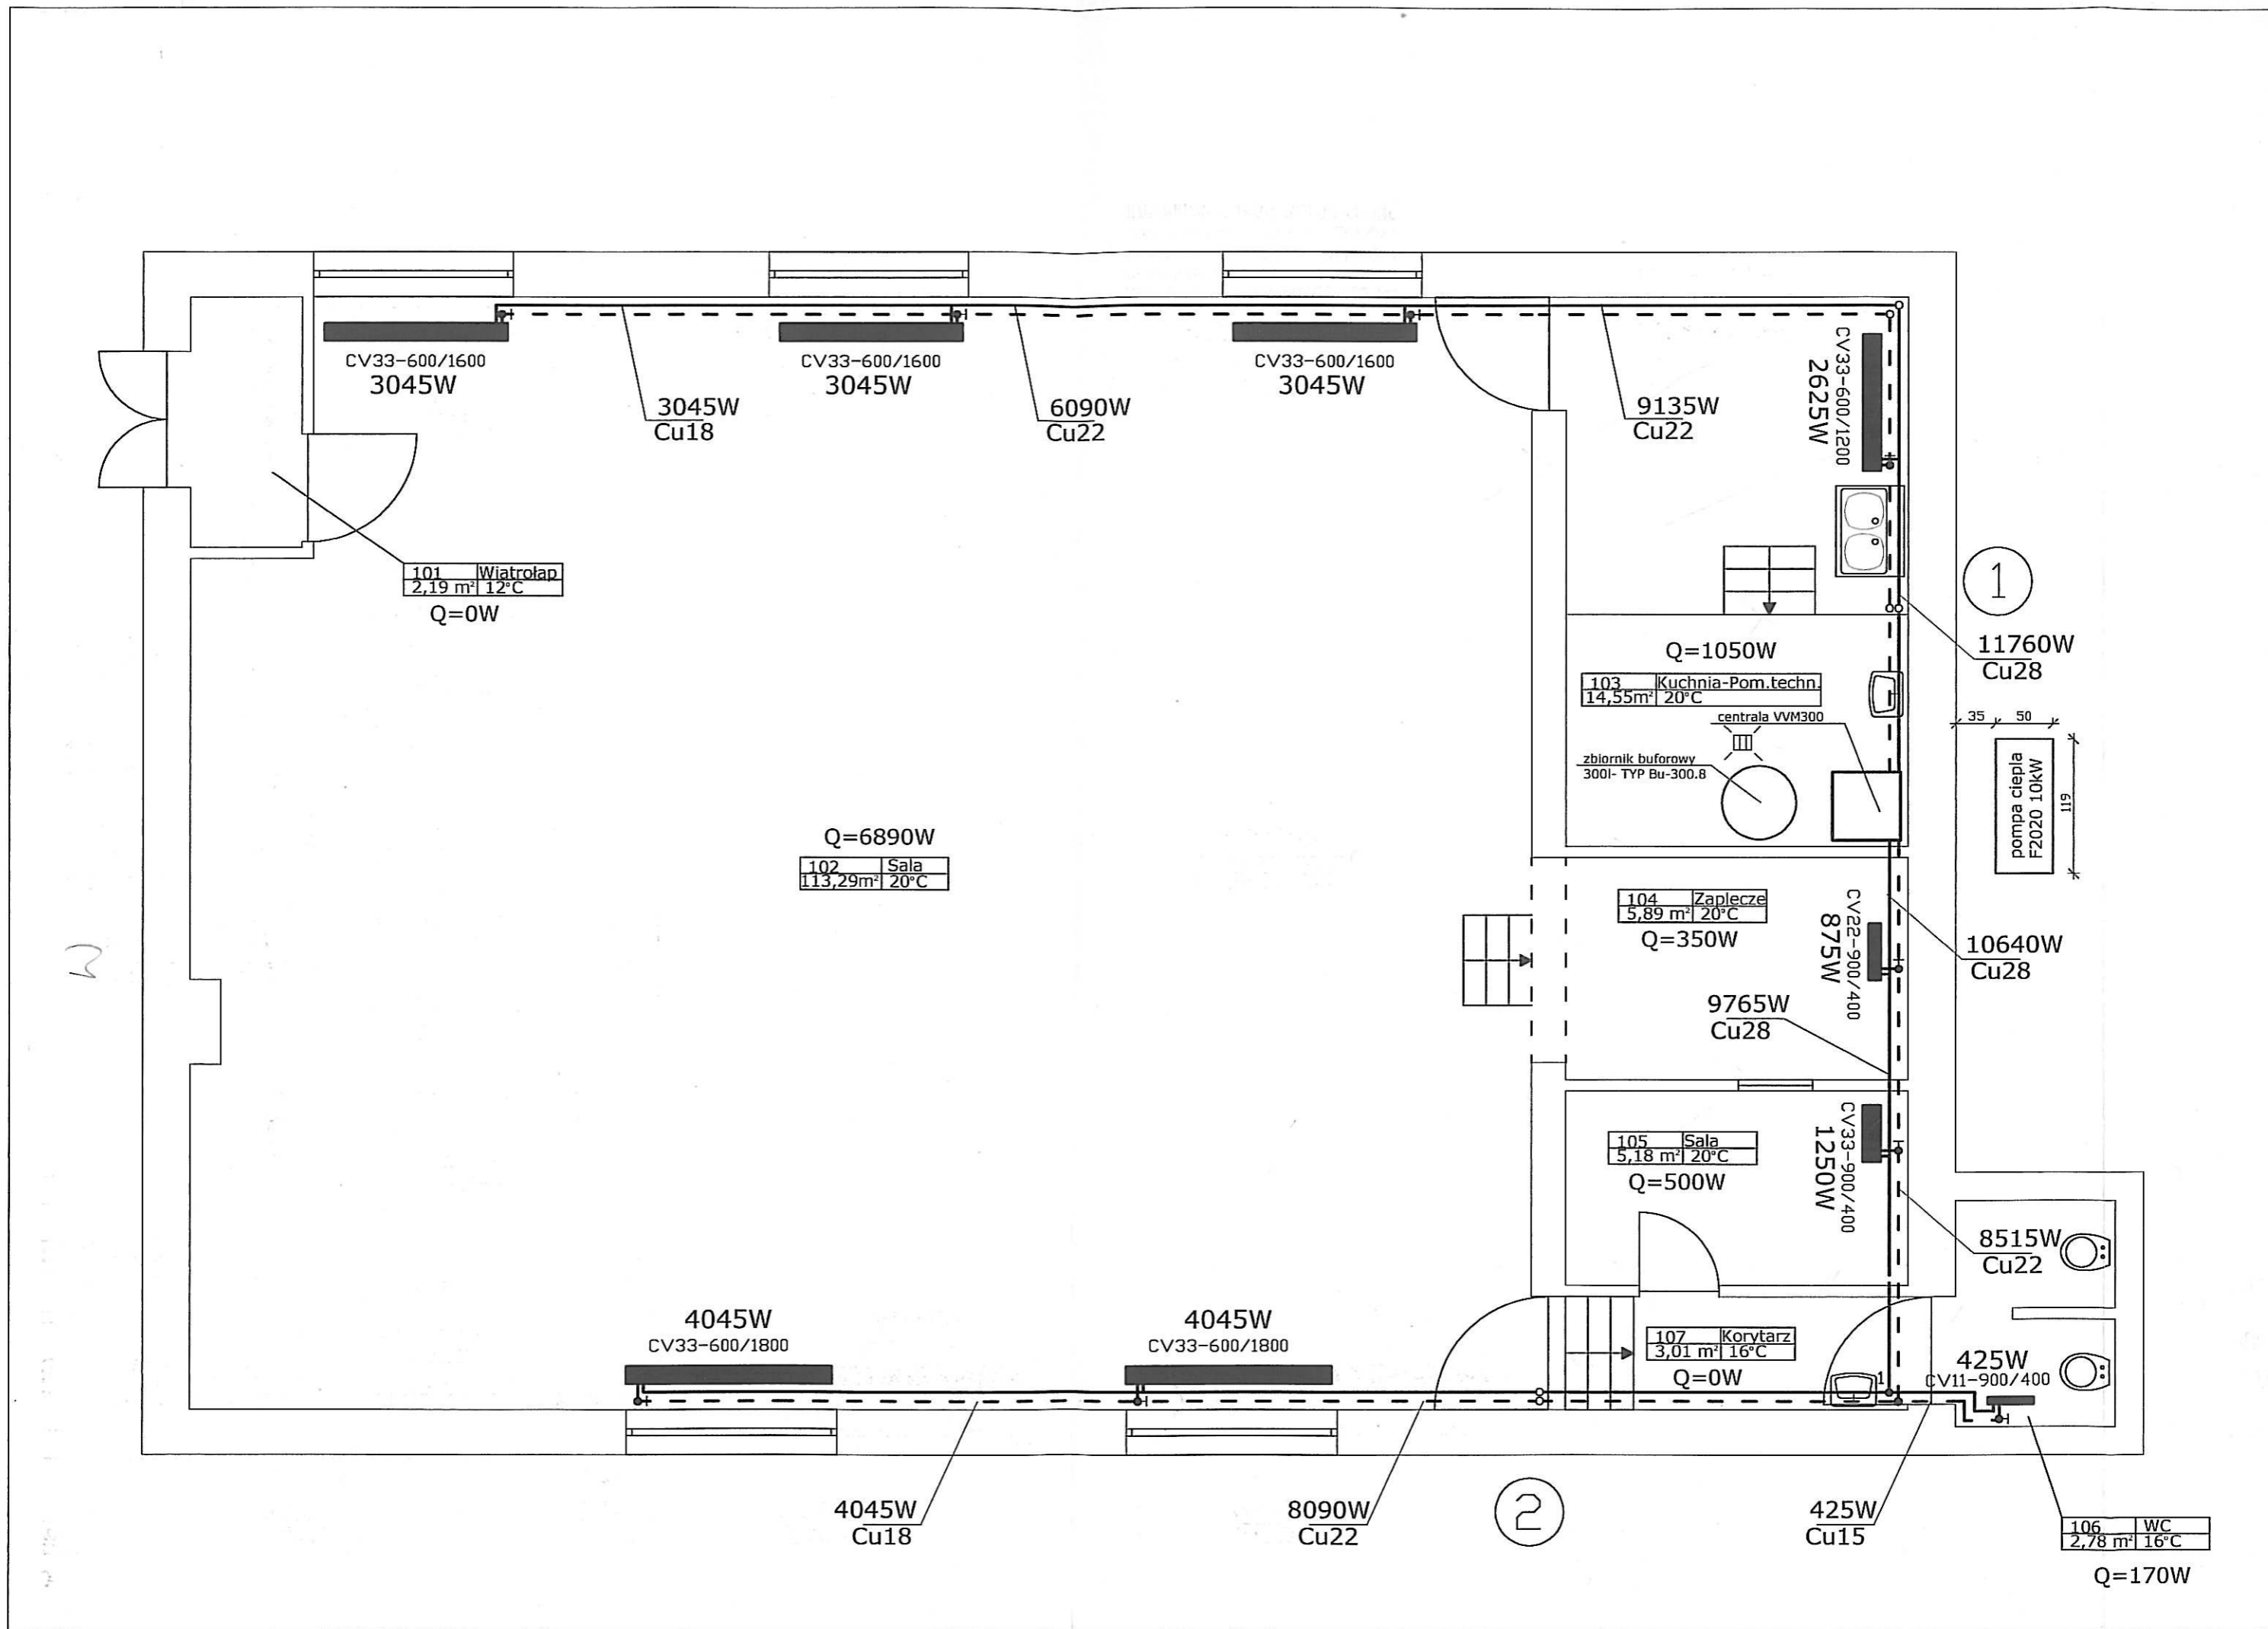 CV33-600/1600
3045W
CV33-600/1600
3045W
CV33-600/1600
3045W
3045W
Cu18
6090W
Cu22
9135W
Cu22
CV33-600/1200
2625W
101 Wiatrołap
2,19 m² 12°C
Q=0W
1
11760W
Cu28
Q=1050W
103 Kuchnia-Pom.techn.
14,55m² 20°C
centrala VVM300
zbiornik buforowy
300l- TYP Bu-300.8
35 50
119
pompa ciepla
F2020 10kW
Q=6890W
102 Sala
113,29m² 20°C
104 Zaplecze
5,89 m² 20°C
Q=350W
CV22-900/400
875W
10640W
Cu28
9765W
Cu28
105 Sala
5,18 m² 20°C
Q=500W
CV33-900/400
1250W
8515W
Cu22
4045W
CV33-600/1800
4045W
CV33-600/1800
107 Korytarz
3,01 m² 16°C
Q=0W
1
425W
CV11-900/400
4045W
Cu18
8090W
Cu22
2
425W
Cu15
106 WC
2,78 m² 16°C
Q=170W